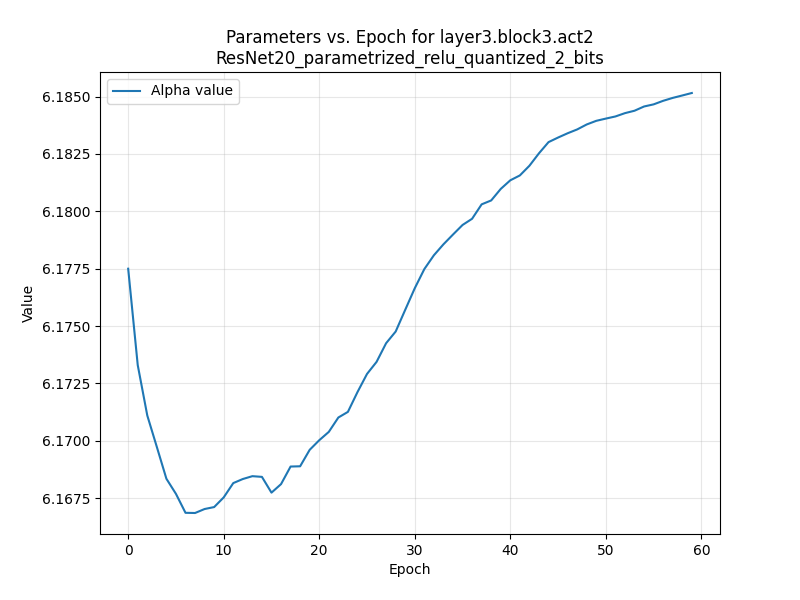 Parameters vs. Epoch for layer3.block3.act2
ResNet20_parametrized_relu_quantized_2_bits
Alpha value
6.1850
6.1825
6.1800
6.1775
6.1750
6.1725
6.1700
6.1675
Value
0 10 20 30 40 50 60
Epoch